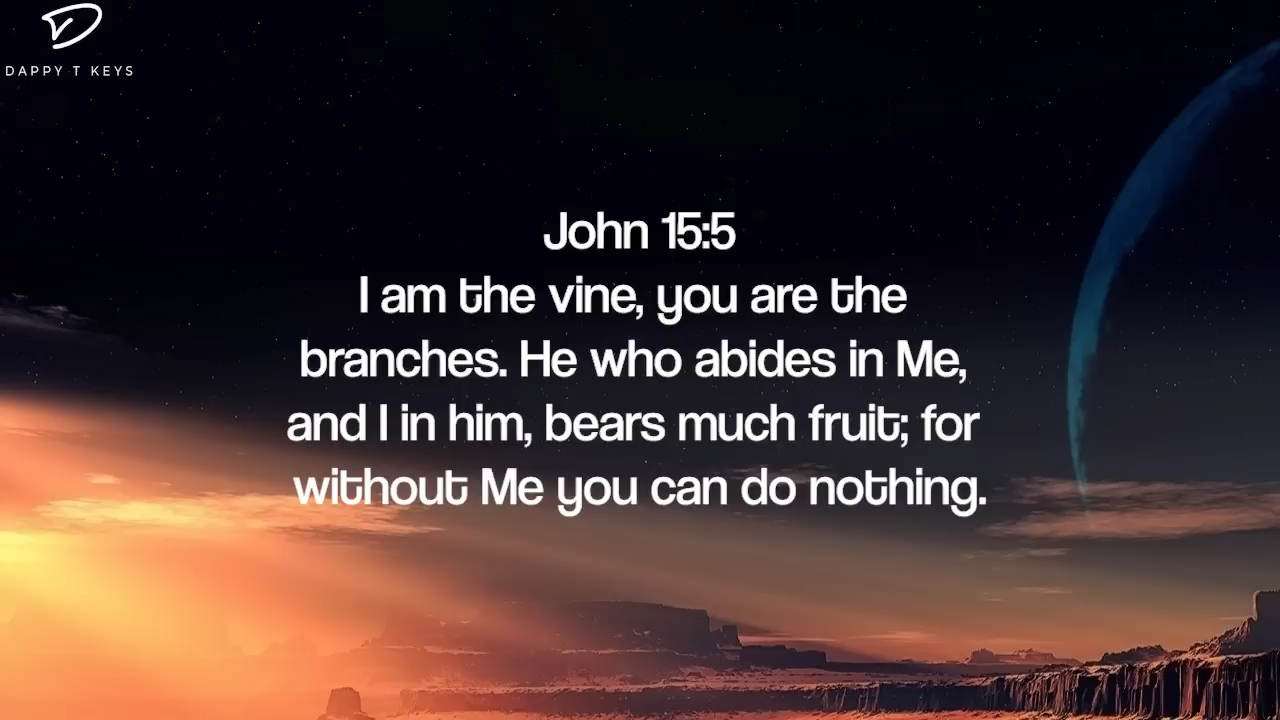 DAPPY T KEYS
John 15:5
I am the vine, you are the
branches. He who abides in Me,
and I in him, bears much fruit; for
without Me you can do nothing.